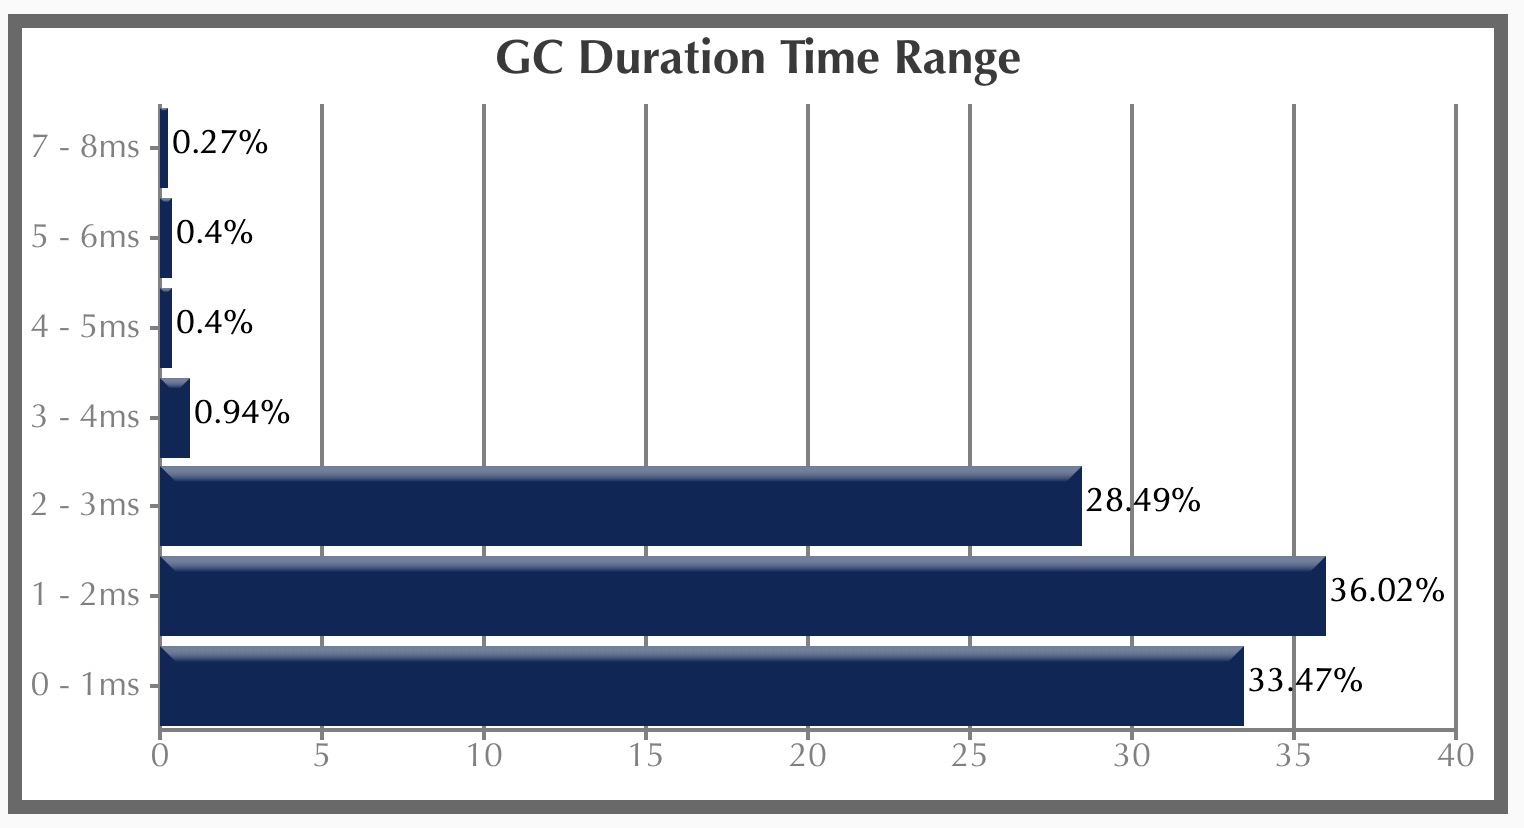 GC Duration Time Range
7 - 8ms 0.27%
5 - 6ms 0.4%
4 - 5ms 0.4%
3 - 4ms 0.94%
2 - 3ms 28.49%
1 - 2ms 36.02%
0 - 1ms 33.47%
0 5 10 15 20 25 30 35 40